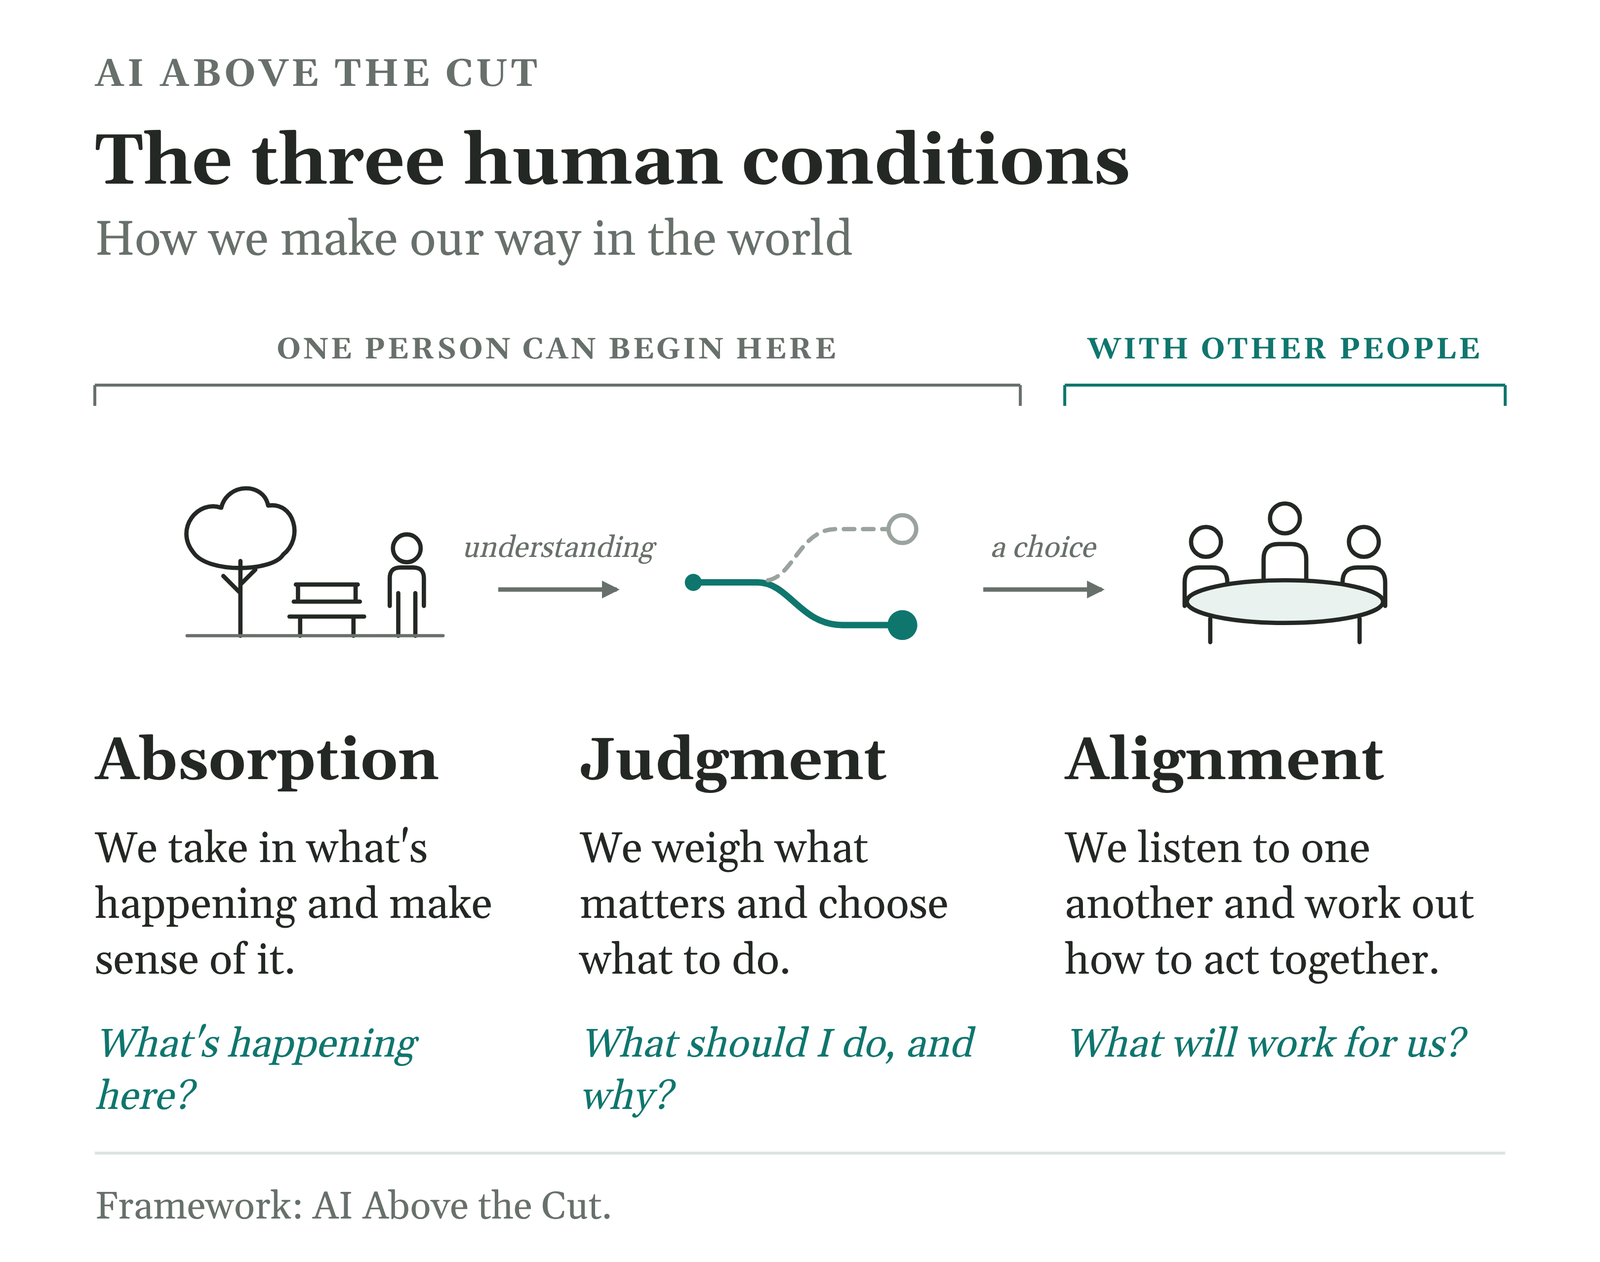 AI ABOVE THE CUT
The three human conditions
How we make our way in the world
ONE PERSON CAN BEGIN HERE
WITH OTHER PEOPLE
understanding
a choice
Absorption
We take in what's
happening and make
sense of it.
What's happening
here?
Judgment
We weigh what
matters and choose
what to do.
What should I do, and
why?
Alignment
We listen to one
another and work out
how to act together.
What will work for us?
Framework: AI Above the Cut.